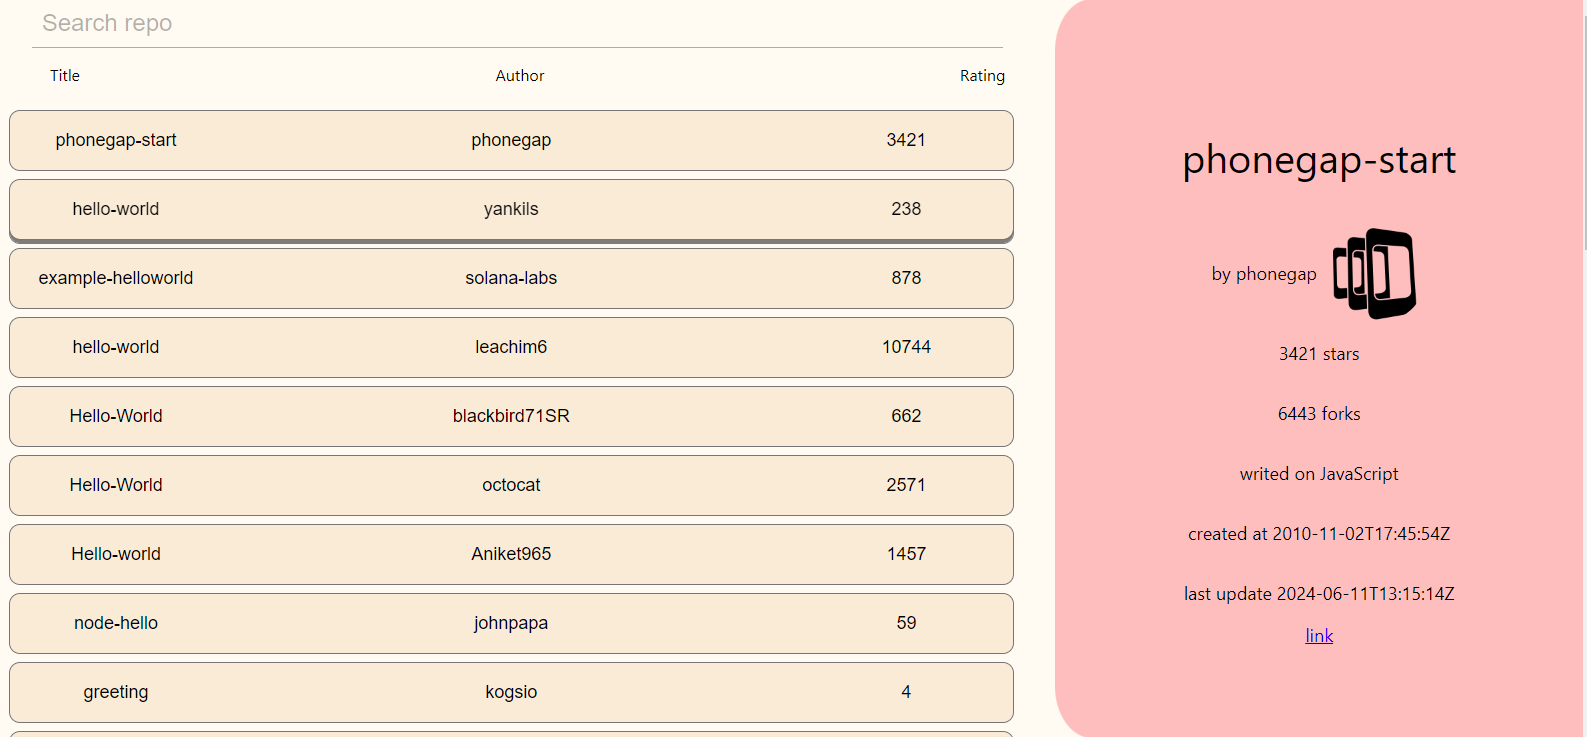 Search repo
Title Author Rating
phonegap-start phonegap 3421
hello-world yankils 238
example-helloworld solana-labs 878
hello-world leachim6 10744
Hello-World blackbird71SR 662
Hello-World octocat 2571
Hello-world Aniket965 1457
node-hello johnpapa 59
greeting kogsio 4
phonegap-start
by phonegap
3421 stars
6443 forks
writed on JavaScript
created at 2010-11-02T17:45:54Z
last update 2024-06-11T13:15:14Z
link